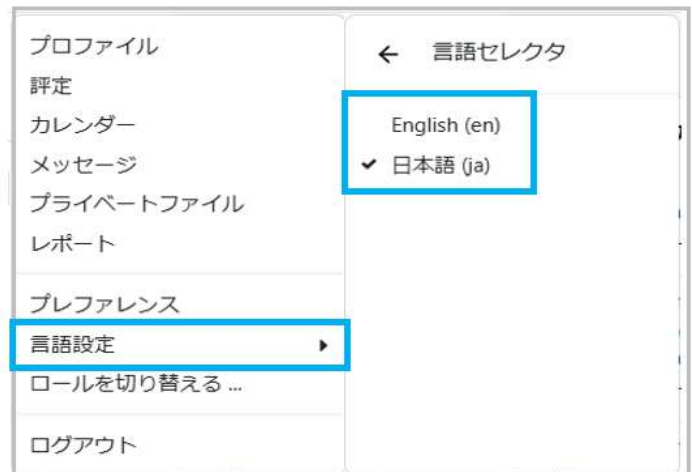 プロファイル
評定
カレンダー
メッセージ
プライベートファイル
レポート
プレファレンス
言語設定
ロールを切り替える ...
ログアウト
言語セレクタ
English (en)
日本語 (ja)